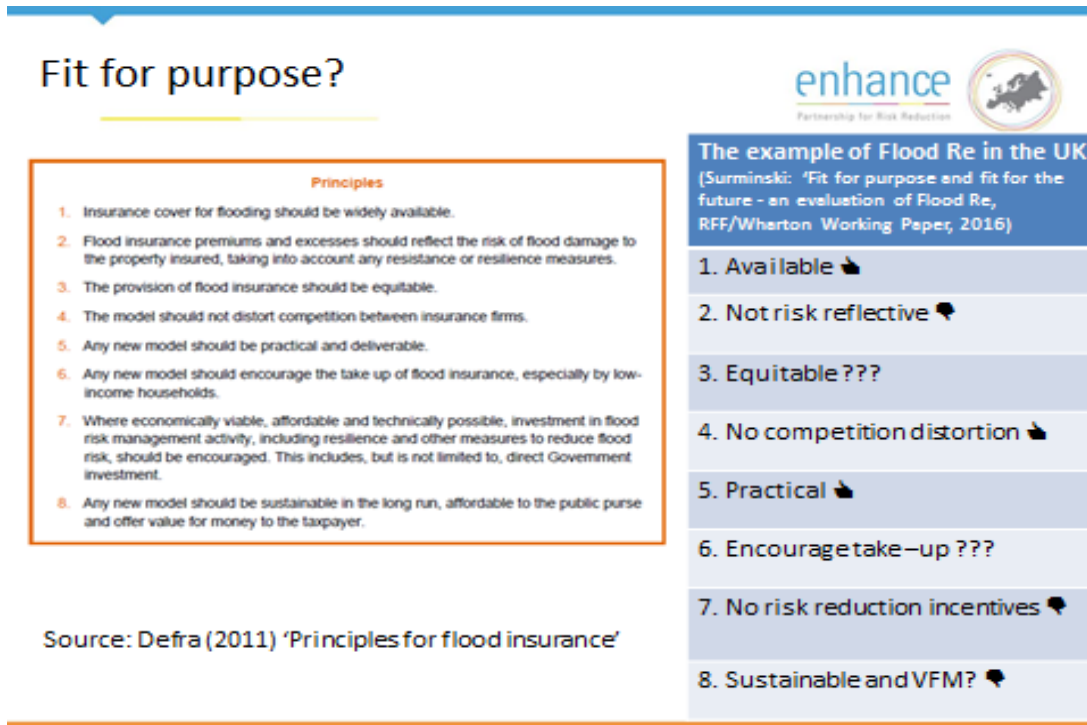 Fit for purpose?
enhance
Partnership for Risk Reduction
Principles
1. Insurance cover for flooding should be widely available.
2. Flood insurance premiums and excesses should reflect the risk of flood damage to
the property insured, taking into account any resistance or resilience measures.
3. The provision of flood insurance should be equitable.
4. The model should not distort competition between insurance firms.
5. Any new model should be practical and deliverable.
6. Any new model should encourage the take up of flood insurance, especially by low-
income households.
7. Where economically viable, affordable and technically possible, investment in flood
risk management activity, including resilience and other measures to reduce flood
risk, should be encouraged. This includes, but is not limited to, direct Government
investment.
8. Any new model should be sustainable in the long run, affordable to the public purse
and offer value for money to the taxpayer.
Source: Defra (2011) ‘Principles for flood insurance’
The example of Flood Re in the UK
(Surminski: ‘Fit for purpose and fit for the
future - an evaluation of Flood Re,
RFF/Wharton Working Paper, 2016)
1. Available
2. Not risk reflective
3. Equitable ???
4. No competition distortion
5. Practical
6. Encourage take–up ???
7. No risk reduction incentives
8. Sustainable and VFM?